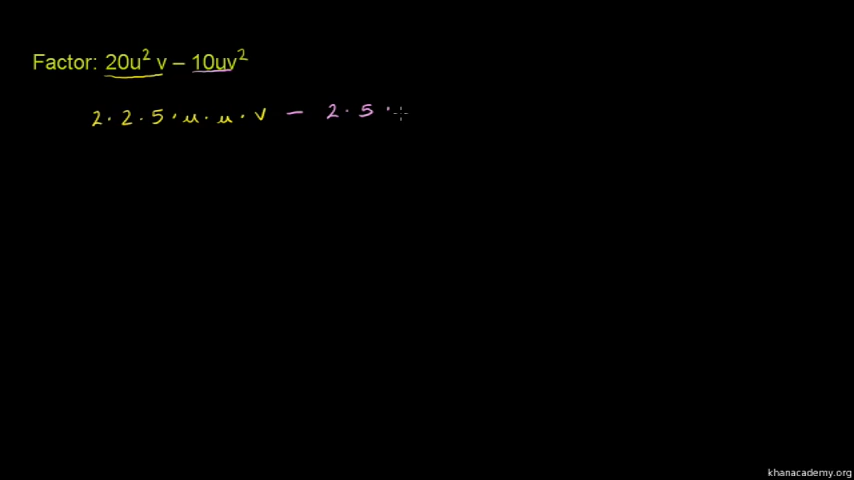 Factor: 20u² v – 10uv²
2 · 2 · 5 · u · u · v – 2 · 5 ·
khanacademy.org